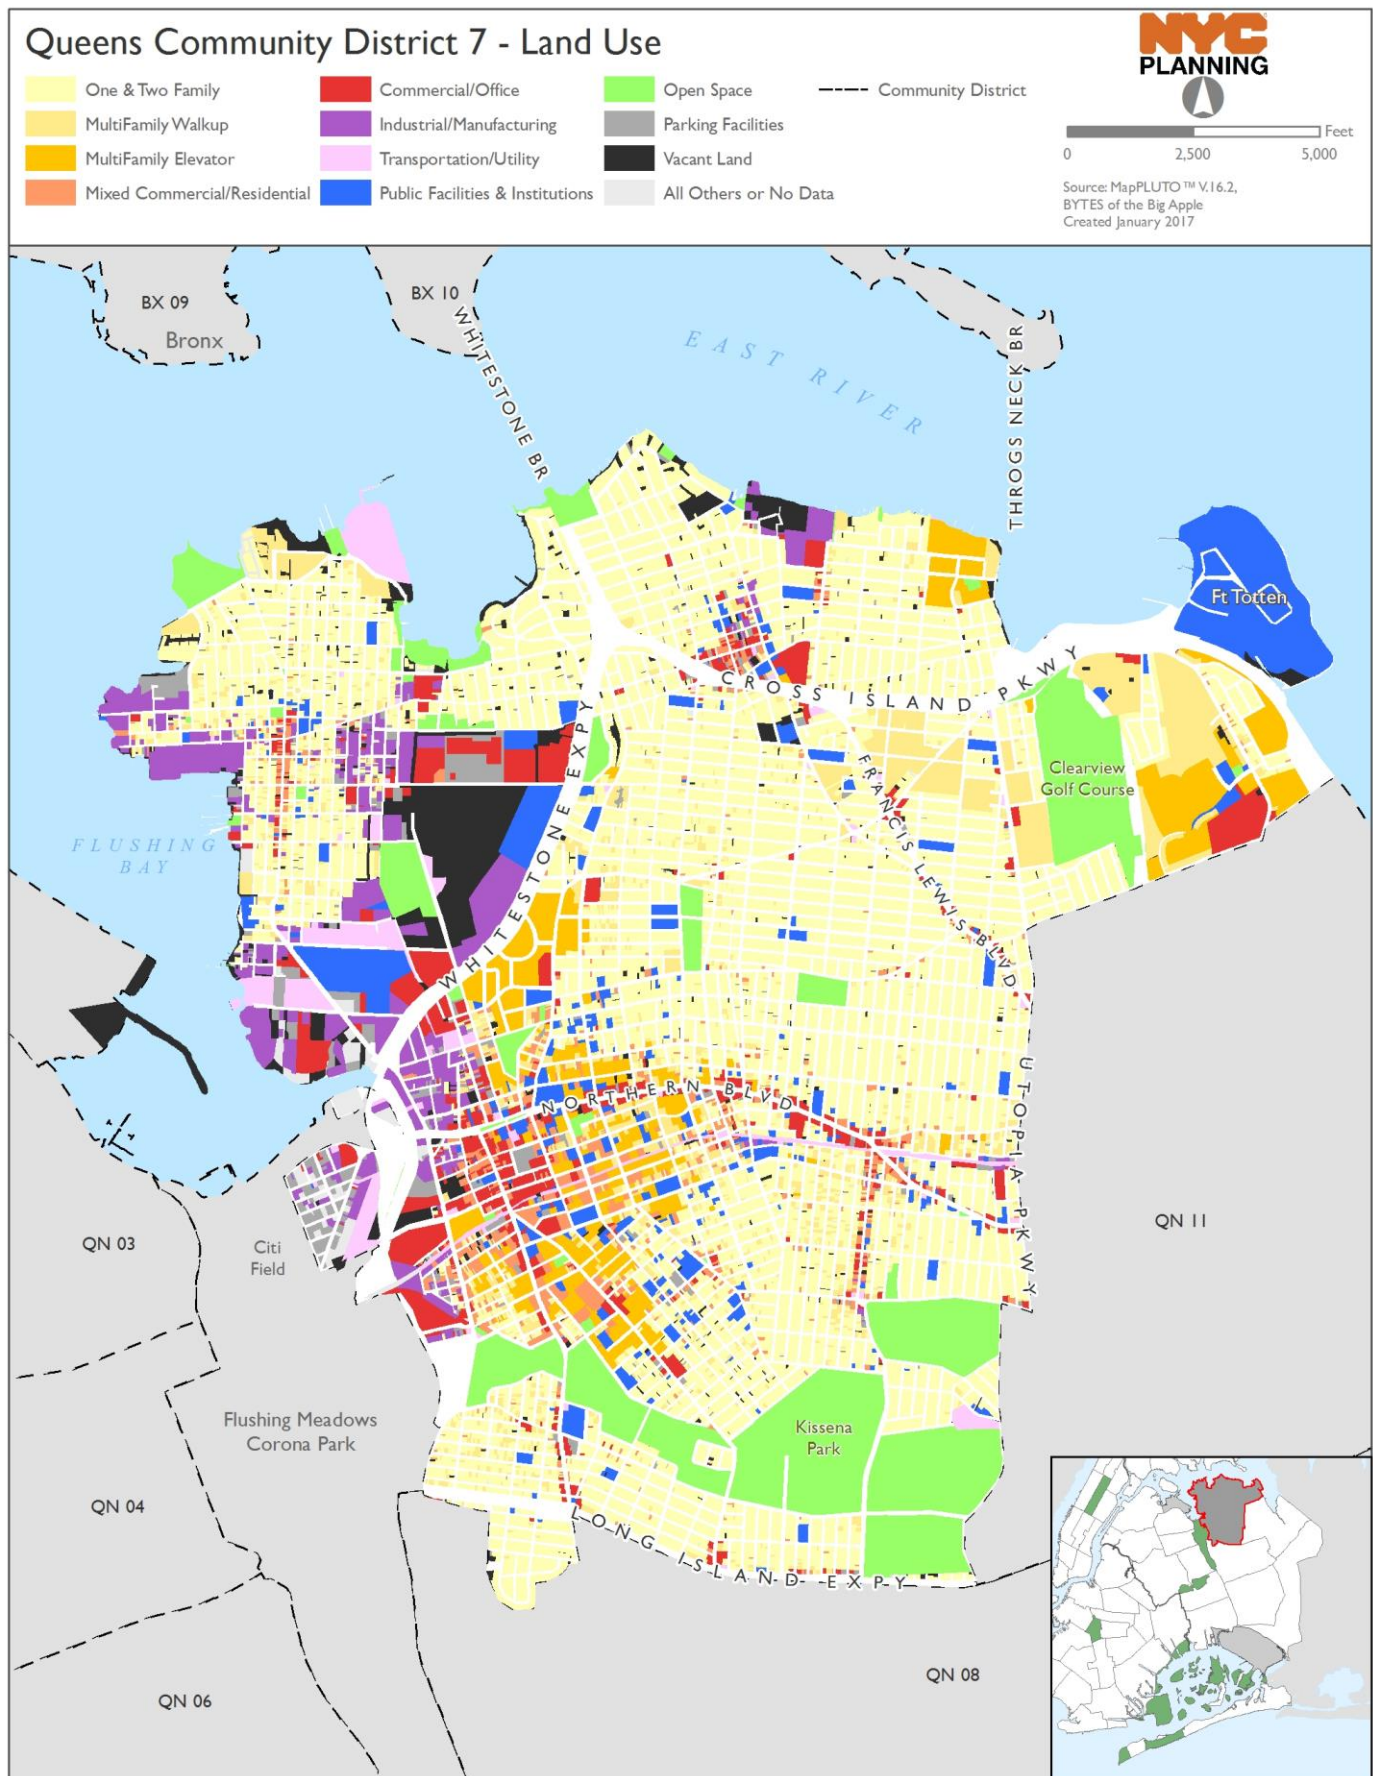 Queens Community District 7 - Land Use
One & Two Family
MultiFamily Walkup
MultiFamily Elevator
Mixed Commercial/Residential
Commercial/Office
Industrial/Manufacturing
Transportation/Utility
Public Facilities & Institutions
Open Space
Parking Facilities
Vacant Land
All Others or No Data
Community District
NYC
PLANNING
Feet
0 2,500 5,000
Source: MapPLUTO™ V.16.2,
BYTES of the Big Apple
Created January 2017
BX 09
Bronx
BX 10
WHITESTONE BR
EAST RIVER
THROGS NECK BR
Ft Totten
CROSS ISLAND PKWY
Clearview
Golf Course
FRANCIS LEWIS BLVD
WHITESTONE EXPY
FLUSHING
BAY
NORTHERN BLVD
UTOPIA PKWY
QN 11
QN 03
Citi
Field
Flushing Meadows
Corona Park
Kissena
Park
QN 04
LONG ISLAND EXPY
QN 06
QN 08